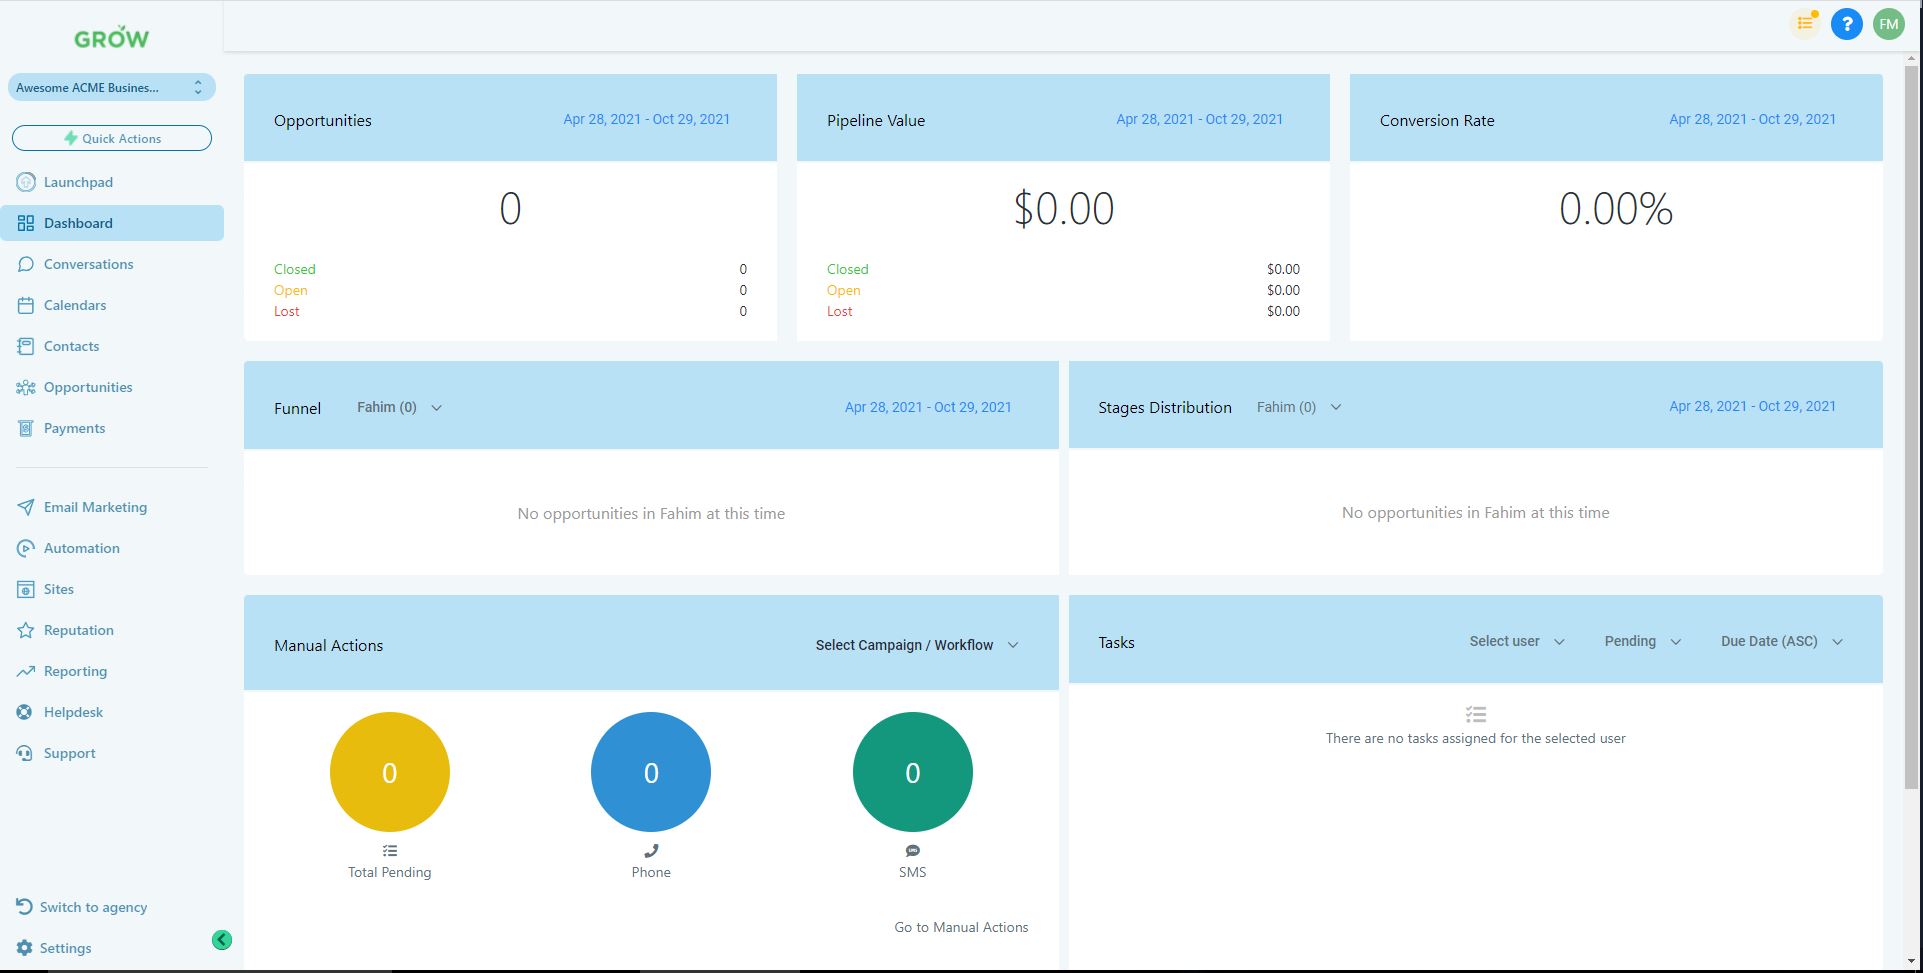 GROW
? FM
Awesome ACME Busines...
Quick Actions
Launchpad
Dashboard
Conversations
Calendars
Contacts
Opportunities
Payments
Email Marketing
Automation
Sites
Reputation
Reporting
Helpdesk
Support
Switch to agency
Settings
Opportunities Apr 28, 2021 - Oct 29, 2021
0
Closed 0
Open 0
Lost 0
Pipeline Value Apr 28, 2021 - Oct 29, 2021
$0.00
Closed $0.00
Open $0.00
Lost $0.00
Conversion Rate Apr 28, 2021 - Oct 29, 2021
0.00%
Funnel Fahim (0) Apr 28, 2021 - Oct 29, 2021
No opportunities in Fahim at this time
Stages Distribution Fahim (0) Apr 28, 2021 - Oct 29, 2021
No opportunities in Fahim at this time
Manual Actions Select Campaign / Workflow
0 0 0
Total Pending Phone SMS
Go to Manual Actions
Tasks Select user Pending Due Date (ASC)
There are no tasks assigned for the selected user